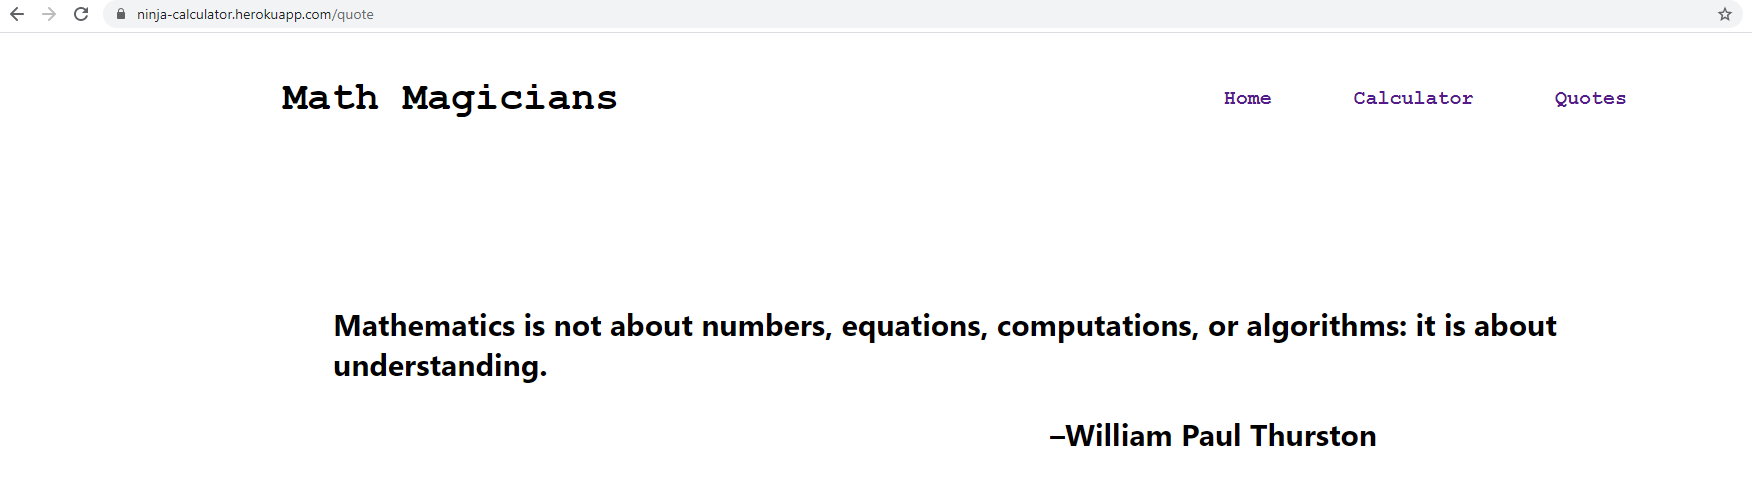 ninja-calculator.herokuapp.com/quote
Math Magicians
Home Calculator Quotes
Mathematics is not about numbers, equations, computations, or algorithms: it is about
understanding.
–William Paul Thurston